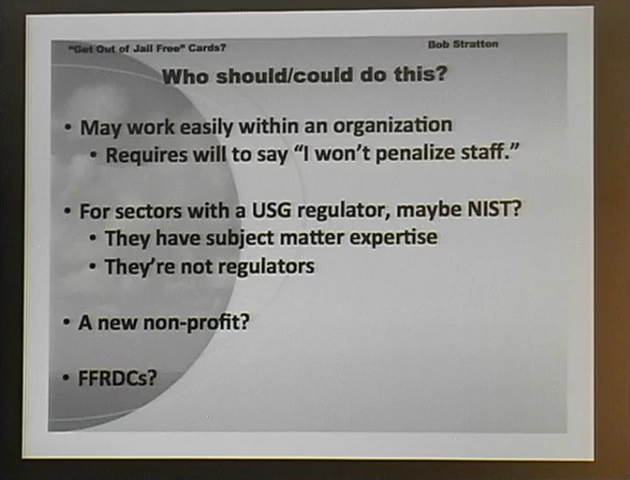 "Get Out of Jail Free" Cards?
Bob Stratton
Who should/could do this?
• May work easily within an organization
• Requires will to say "I won't penalize staff."
• For sectors with a USG regulator, maybe NIST?
• They have subject matter expertise
• They're not regulators
• A new non-profit?
• FFRDCs?